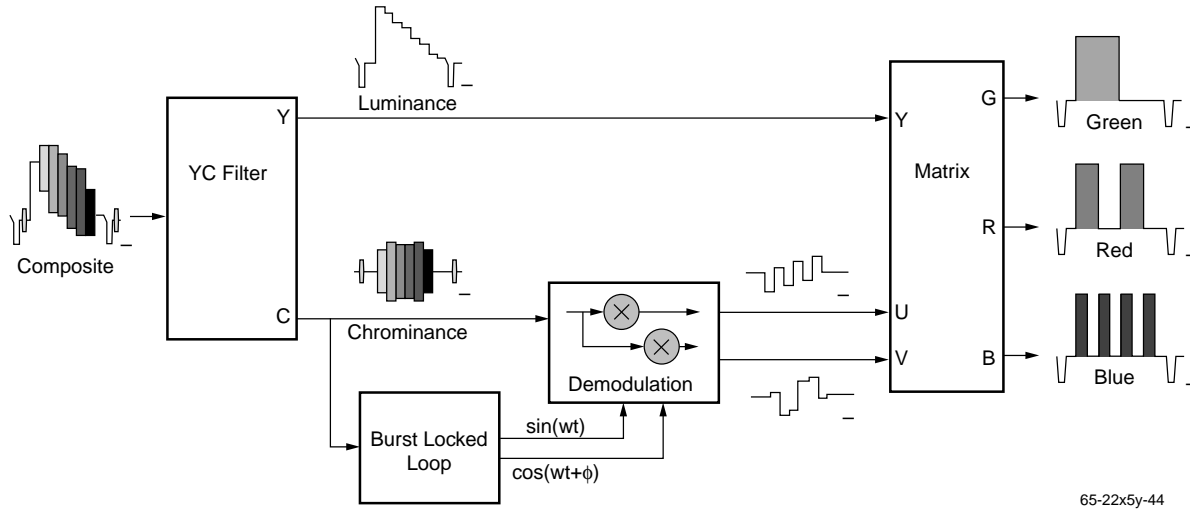 Composite
YC Filter
Y
C
Luminance
Chrominance
Burst Locked
Loop
sin(wt)
cos(wt+ϕ)
Demodulation
Matrix
Y
U
V
G
R
B
Green
Red
Blue
65-22x5y-44